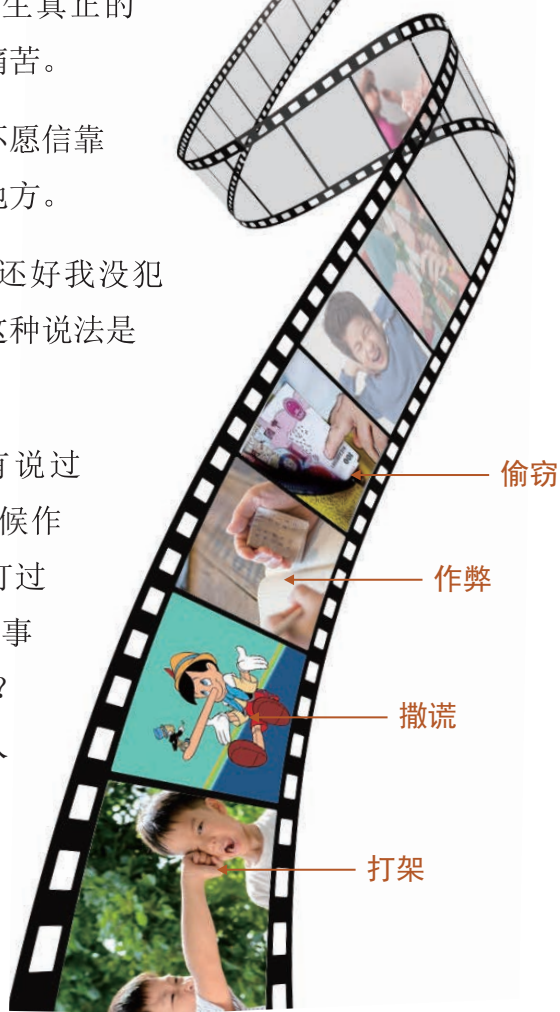 生真正的
痛苦。
不愿信靠
地方。
还好我没犯
这种说法是
有说过
候作
打过
事
?
人
偷窃
作弊
撒谎
打架